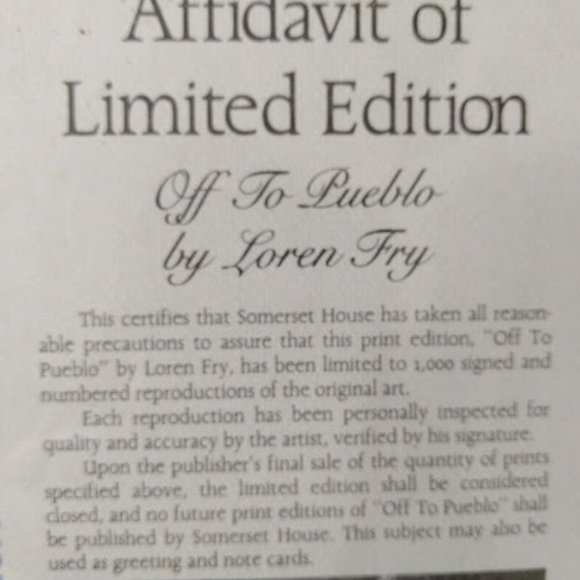 Affidavit of
Limited Edition
Off To Pueblo
by Loren Fry
This certifies that Somerset House has taken all reason-
able precautions to assure that this print edition, "Off To
Pueblo" by Loren Fry, has been limited to 1,000 signed and
numbered reproductions of the original art.
Each reproduction has been personally inspected for
quality and accuracy by the artist, verified by his signature.
Upon the publisher's final sale of the quantity of prints
specified above, the limited edition shall be considered
closed, and no future print editions of "Off To Pueblo" shall
be published by Somerset House. This subject may also be
used as greeting and note cards.